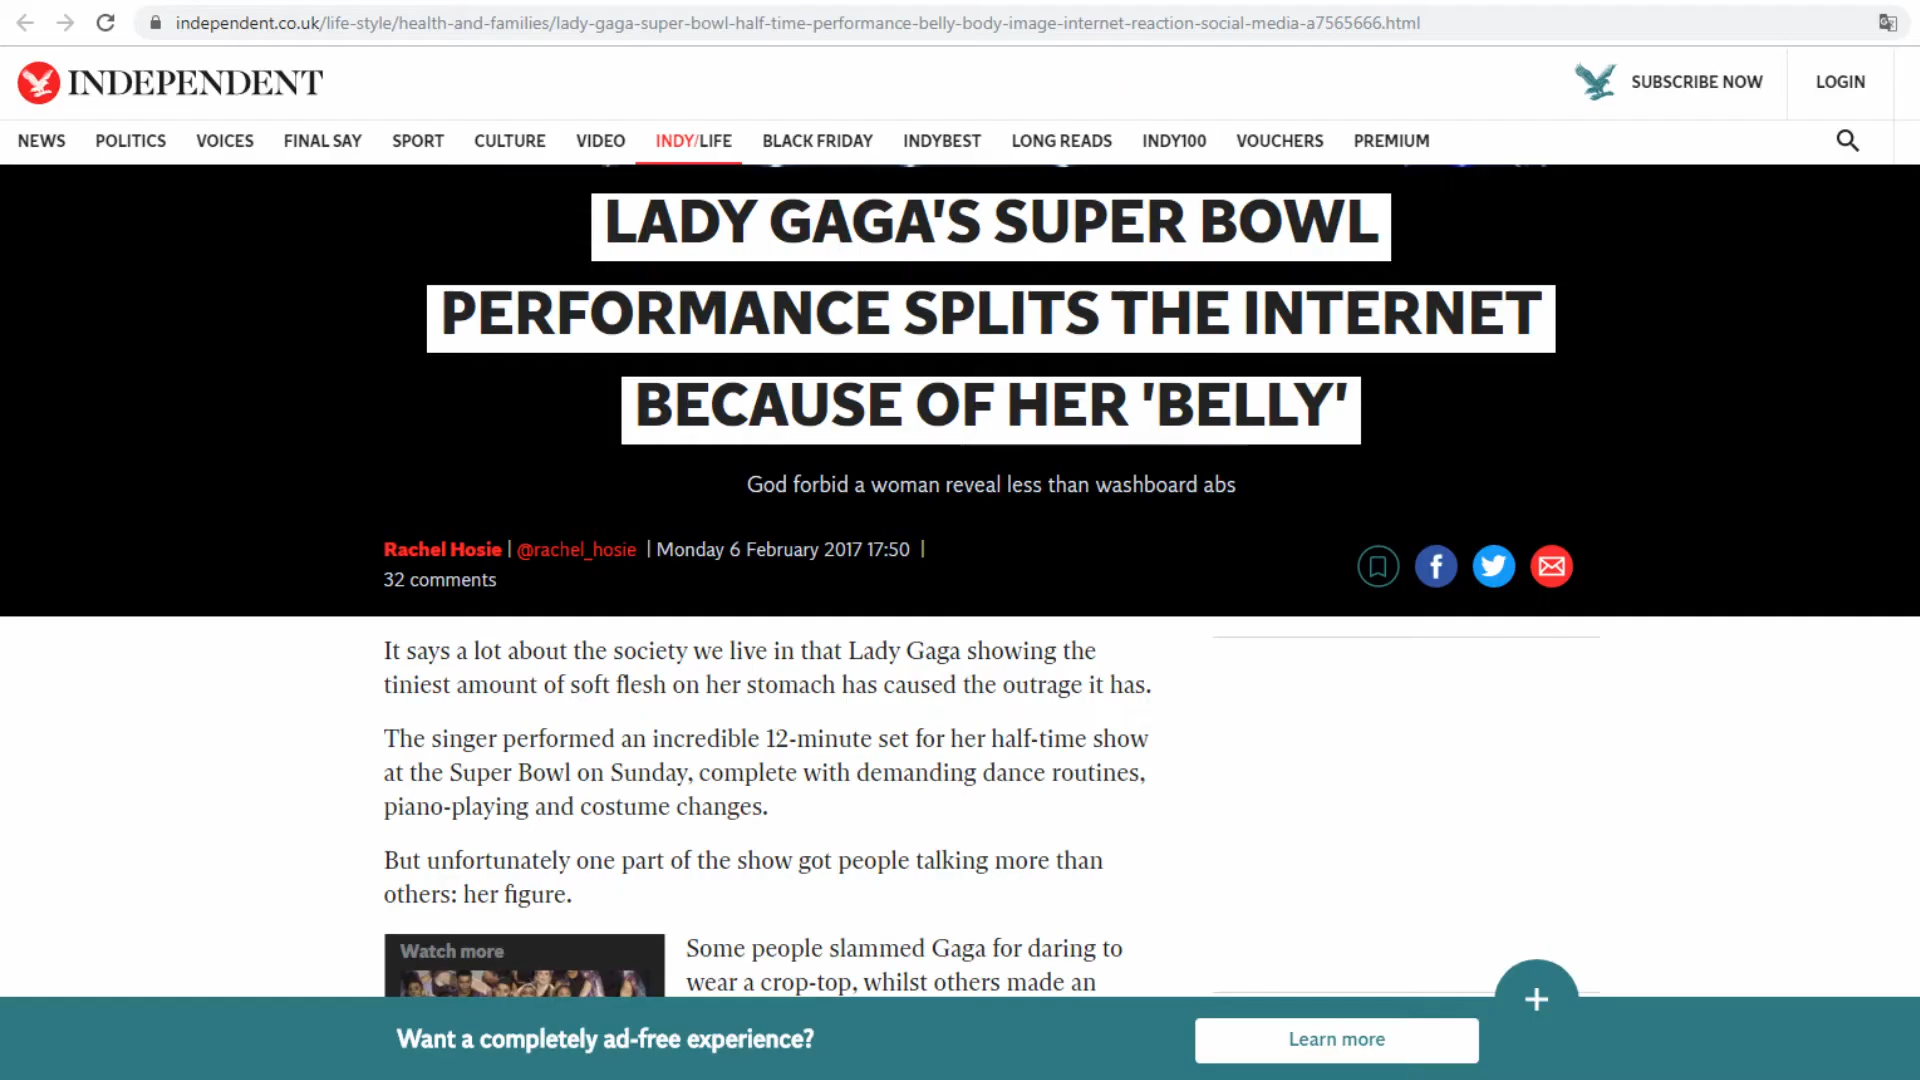 independent.co.uk/life-style/health-and-families/lady-gaga-super-bowl-half-time-performance-belly-body-image-internet-reaction-social-media-a7565666.html
INDEPENDENT
SUBSCRIBE NOW
LOGIN
NEWS POLITICS VOICES FINAL SAY SPORT CULTURE VIDEO INDY/LIFE BLACK FRIDAY INDYBEST LONG READS INDY100 VOUCHERS PREMIUM
LADY GAGA'S SUPER BOWL
PERFORMANCE SPLITS THE INTERNET
BECAUSE OF HER 'BELLY'
God forbid a woman reveal less than washboard abs
Rachel Hosie | @rachel_hosie | Monday 6 February 2017 17:50 |
32 comments
It says a lot about the society we live in that Lady Gaga showing the
tiniest amount of soft flesh on her stomach has caused the outrage it has.
The singer performed an incredible 12-minute set for her half-time show
at the Super Bowl on Sunday, complete with demanding dance routines,
piano-playing and costume changes.
But unfortunately one part of the show got people talking more than
others: her figure.
Watch more
Some people slammed Gaga for daring to
wear a crop-top, whilst others made an
Want a completely ad-free experience?
Learn more
+